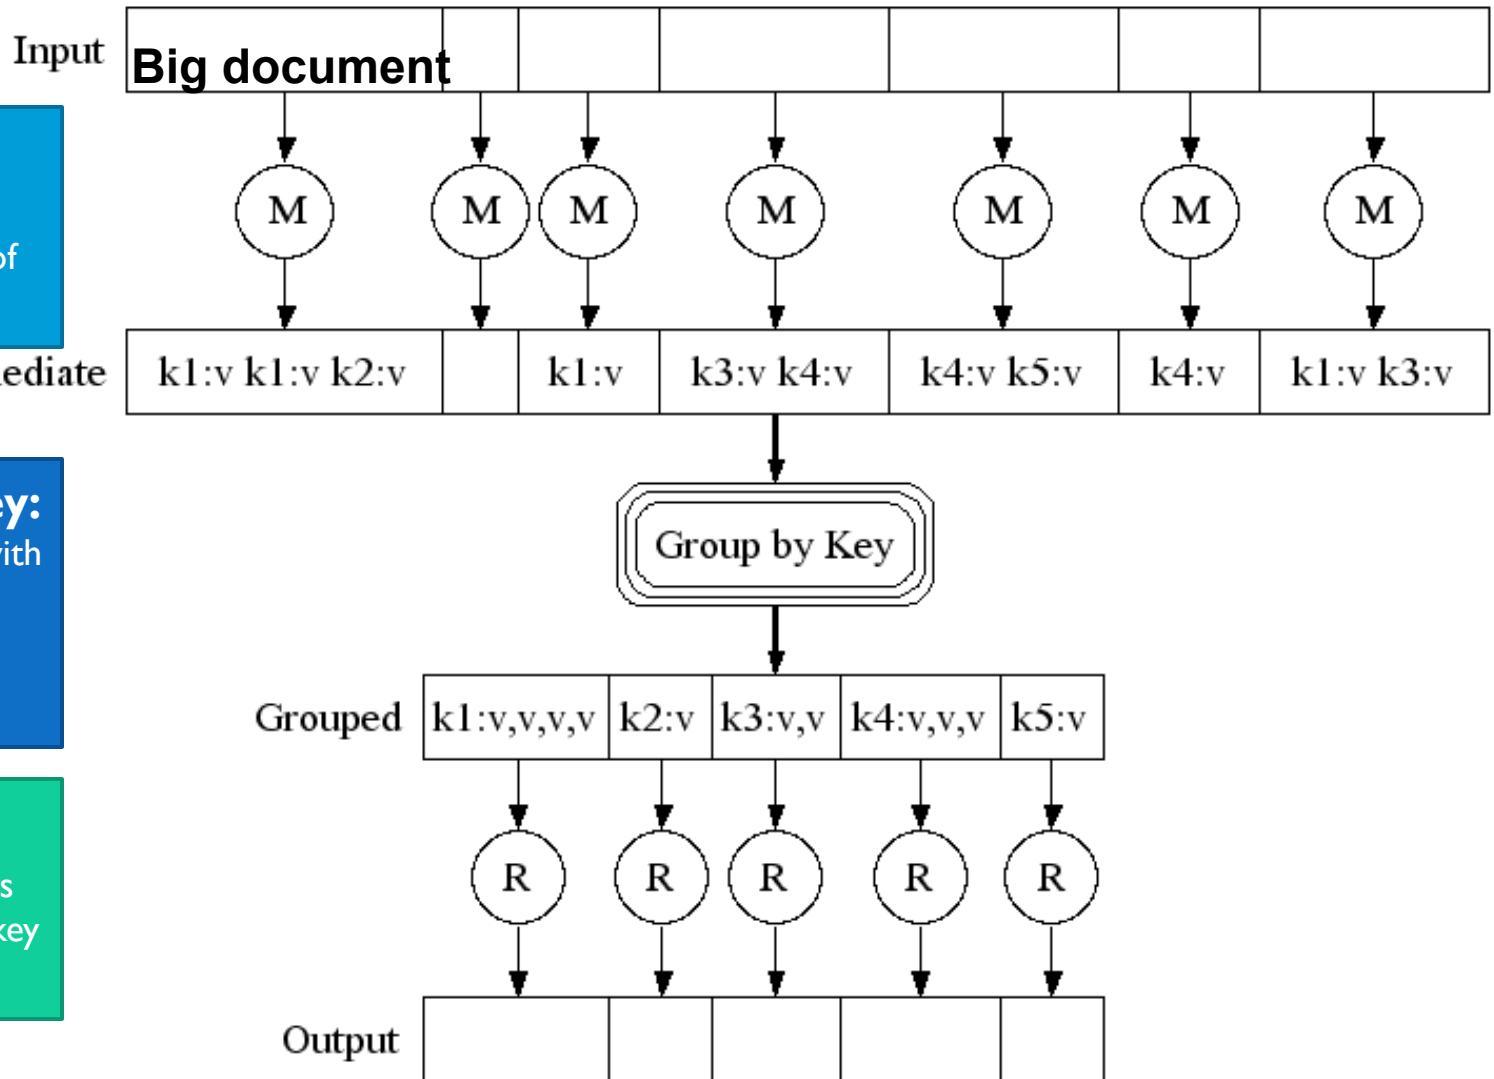 Input
Big document
M M M M M M M
of
ediate
k1:v k1:v k2:v k1:v k3:v k4:v k4:v k5:v k4:v k1:v k3:v
ey:
ith
Group by Key
Grouped k1:v,v,v,v k2:v k3:v,v k4:v,v,v k5:v
R R R R R
s
key
Output